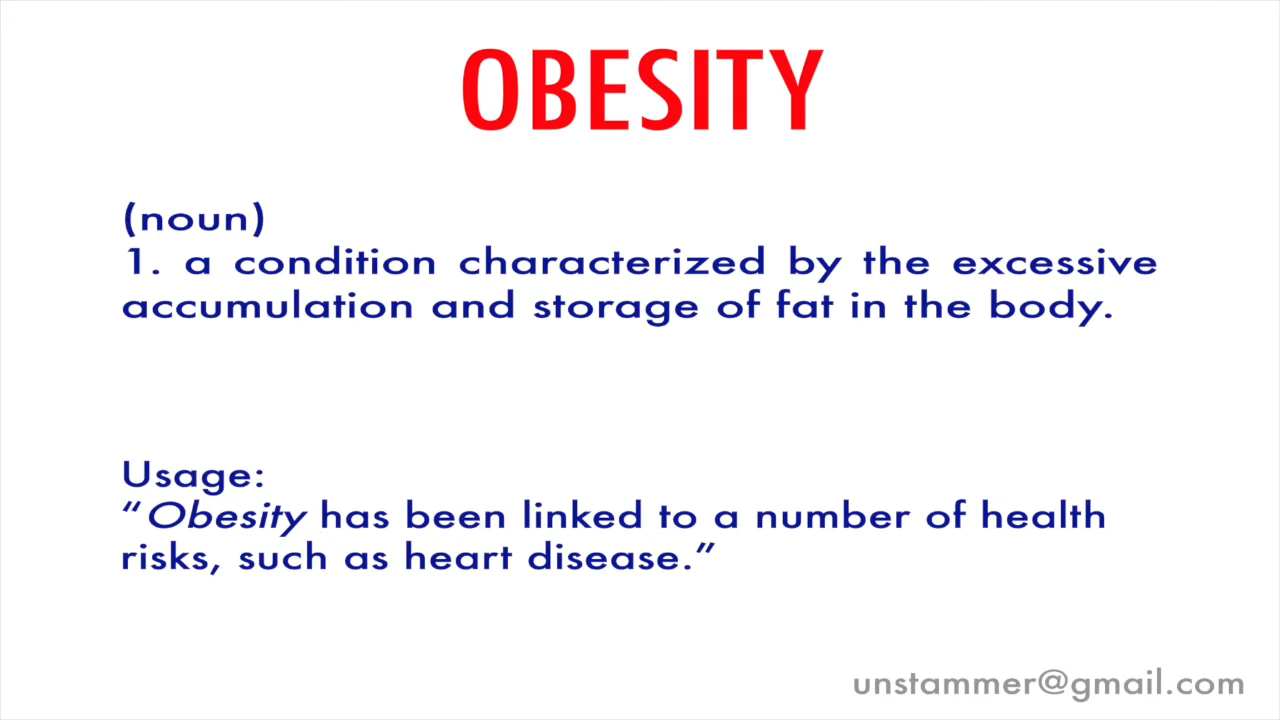 OBESITY
(noun)
1. a condition characterized by the excessive
accumulation and storage of fat in the body.
Usage:
“Obesity has been linked to a number of health
risks, such as heart disease.”
unstammer@gmail.com